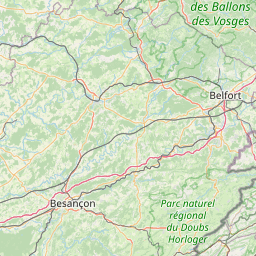 des Ballons
des Vosges
Belfort
Besançon
Parc naturel
régional
du Doubs
Horloger